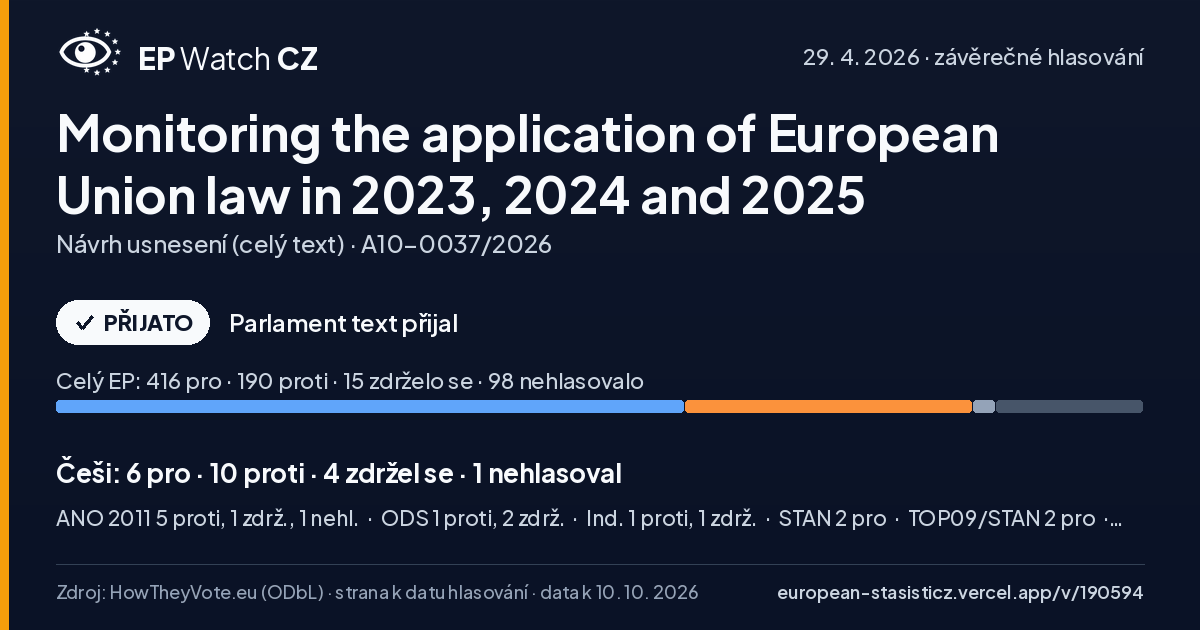 EP Watch CZ
29. 4. 2026 · závěrečné hlasování
Monitoring the application of European
Union law in 2023, 2024 and 2025
Návrh usnesení (celý text) · A10–0037/2026
✓ PŘIJATO
Parlament text přijal
Celý EP: 416 pro · 190 proti · 15 zdrželo se · 98 nehlasovalo
Češi: 6 pro · 10 proti · 4 zdržel se · 1 nehlasoval
ANO 2011 5 proti, 1 zdrž., 1 nehl. · ODS 1 proti, 2 zdrž. · Ind. 1 proti, 1 zdrž. · STAN 2 pro · TOP09/STAN 2 pro ·…
Zdroj: HowTheyVote.eu (ODbL) · strana k datu hlasování · data k 10. 10. 2026
european-stasisticz.vercel.app/v/190594